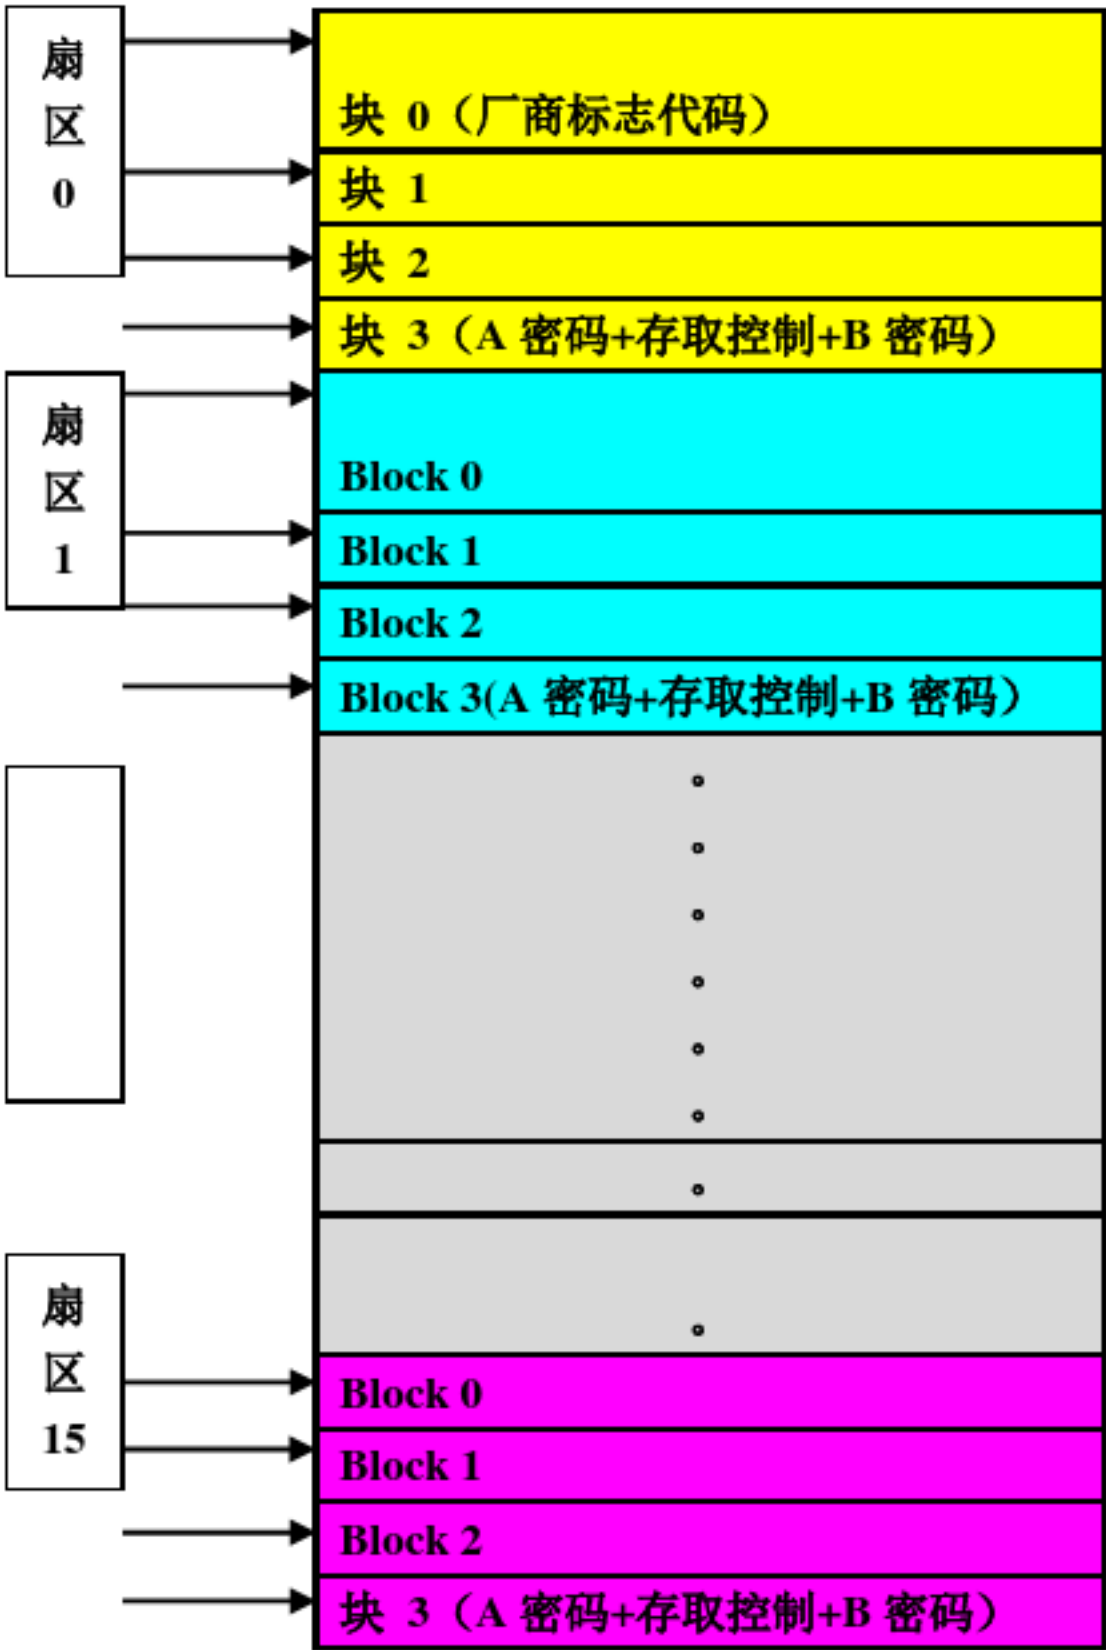 扇
区
0
块 0（厂商标志代码）
块 1
块 2
块 3（A 密码+存取控制+B 密码）
扇
区
1
Block 0
Block 1
Block 2
Block 3(A 密码+存取控制+B 密码）
扇
区
15
Block 0
Block 1
Block 2
块 3（A 密码+存取控制+B 密码）